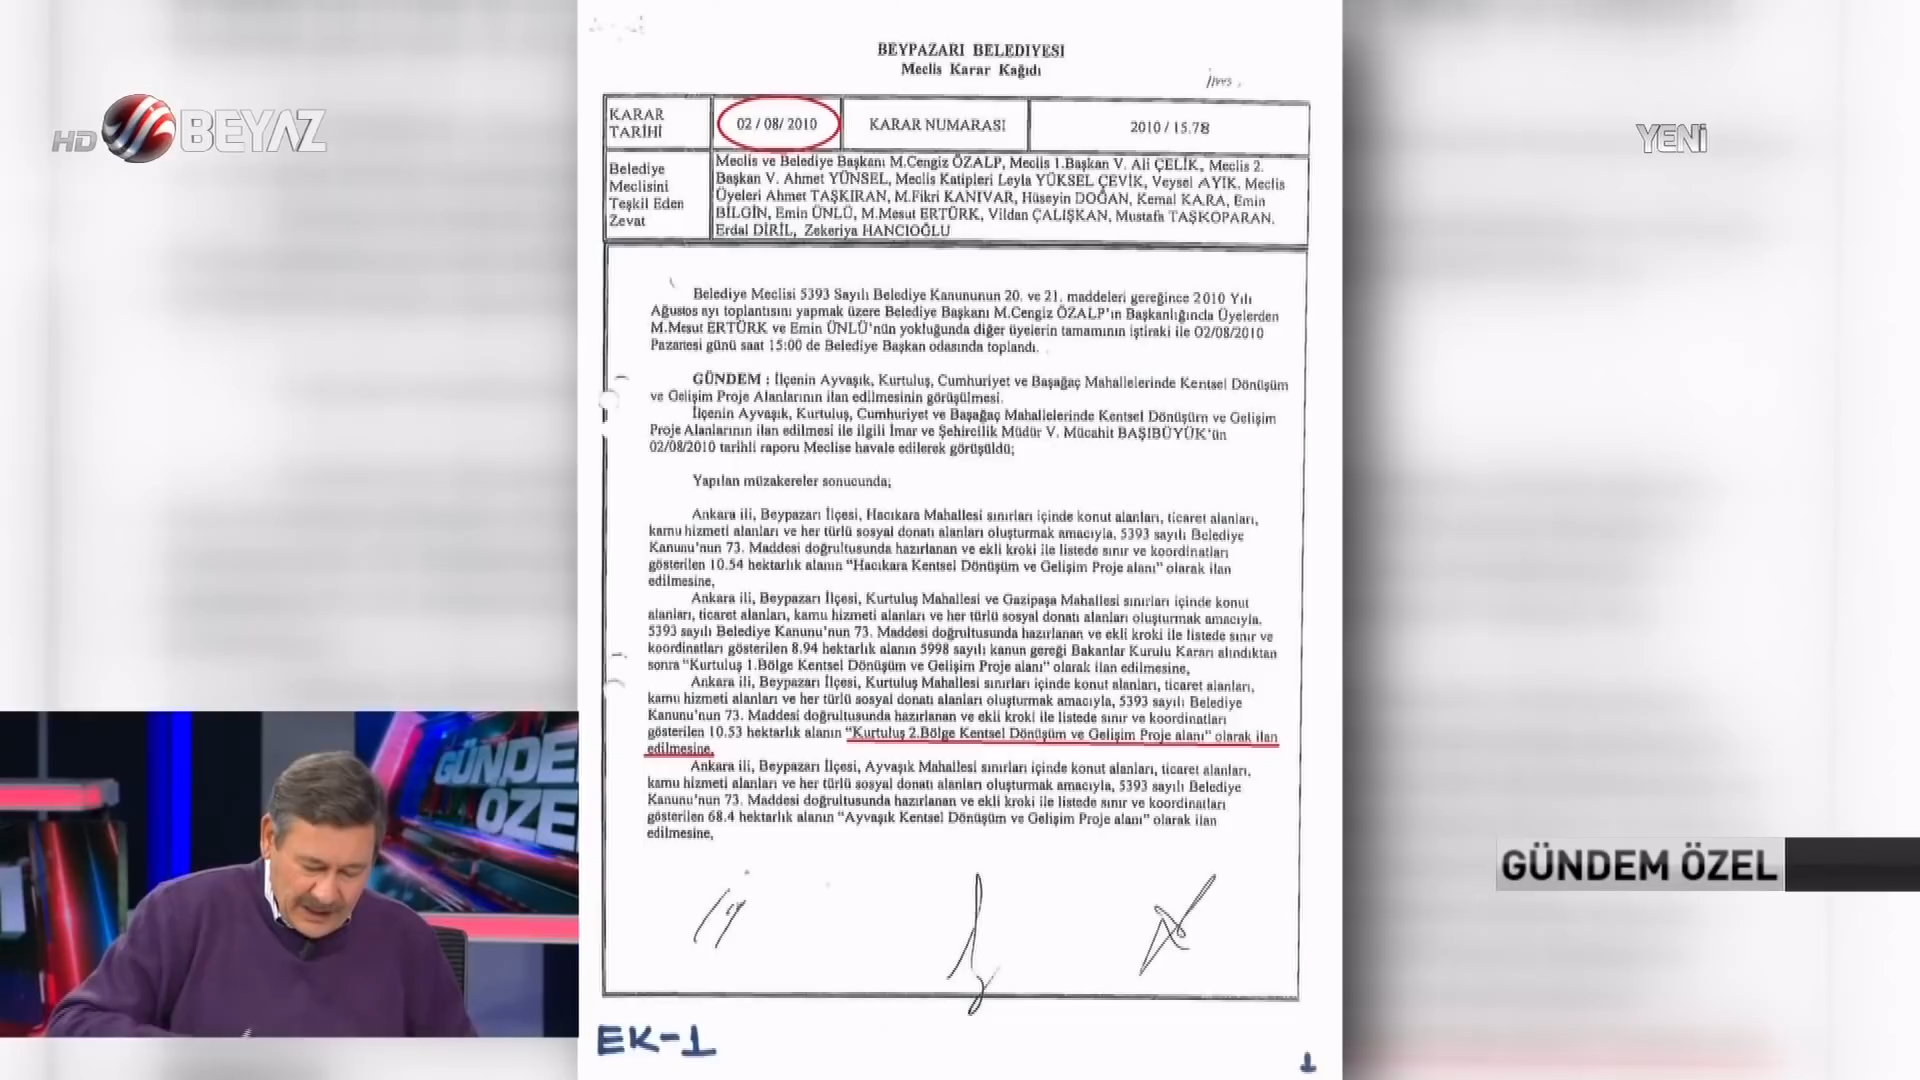 BEYPAZARI BELEDİYESİ
Meclis Karar Kağıdı
HD BEYAZ
YENİ
KARAR TARİHİ
02 / 08/ 2010
KARAR NUMARASI
2010 / 15.78
Belediye
Meclisini
Teşkil Eden
Zevat
Meclis ve Belediye Başkanı M.Cengiz ÖZALP, Meclis 1.Başkan V. Ali ÇELİK, Meclis 2.
Başkan V. Ahmet YÜNSEL, Meclis Katipleri Leyla YÜKSEL ÇEVİK, Veysel AYIK. Meclis
Üyeleri Ahmet TAŞKIRAN, M.Fikri KANIVAR, Hüseyin DOĞAN, Kemal KARA, Emin
BİLGİN, Emin ÜNLÜ, M.Mesut ERTÜRK, Vildan ÇALIŞKAN, Mustafa TAŞKOPARAN.
Erdal DİRİL, Zekeriya HANCIOĞLU
Belediye Meclisi 5393 Sayılı Belediye Kanununun 20. ve 21. maddeleri gereğince 2010 Yılı
Ağustos ayı toplantısını yapmak üzere Belediye Başkanı M.Cengiz ÖZALP'ın Başkanlığında Üyelerden
M.Mesut ERTÜRK ve Emin ÜNLÜ'nün yokluğunda diğer üyelerin tamamının iştiraki ile 02/08/2010
Pazartesi günü saat 15:00 de Belediye Başkan odasında toplandı.
GÜNDEM : İlçenin Ayvaşık, Kurtuluş, Cumhuriyet ve Başağaç Mahallelerinde Kentsel Dönüşüm
ve Gelişim Proje Alanlarının ilan edilmesinin görüşülmesi.
İlçenin Ayvaşık, Kurtuluş, Cumhuriyet ve Başağaç Mahallelerinde Kentsel Dönüşüm ve Gelişim
Proje Alanlarının ilan edilmesi ile ilgili İmar ve Şehircilik Müdür V. Mücahit BAŞIBÜYÜK'ün
02/08/2010 tarihli raporu Meclise havale edilerek görüşüldü;
Yapılan müzakereler sonucunda;
Ankara ili, Beypazarı İlçesi, Hacıkara Mahallesi sınırları içinde konut alanları, ticaret alanları,
kamu hizmeti alanları ve her türlü sosyal donatı alanları oluşturmak amacıyla, 5393 sayılı Belediye
Kanunu'nun 73. Maddesi doğrultusunda hazırlanan ve ekli kroki ile listede sınır ve koordinatları
gösterilen 10.54 hektarlık alanın "Hacıkara Kentsel Dönüşüm ve Gelişim Proje alanı" olarak ilan
edilmesine,
Ankara ili, Beypazarı İlçesi, Kurtuluş Mahallesi ve Gazipaşa Mahallesi sınırları içinde konut
alanları, ticaret alanları, kamu hizmeti alanları ve her türlü sosyal donatı alanları oluşturmak amacıyla,
5393 sayılı Belediye Kanunu'nun 73. Maddesi doğrultusunda hazırlanan ve ekli kroki ile listede sınır ve
koordinatları gösterilen 8.94 hektarlık alanın 5998 sayılı kanun gereği Bakanlar Kurulu Kararı alındıktan
sonra "Kurtuluş 1.Bölge Kentsel Dönüşüm ve Gelişim Proje alanı" olarak ilan edilmesine,
Ankara ili, Beypazarı İlçesi, Kurtuluş Mahallesi sınırları içinde konut alanları, ticaret alanları,
kamu hizmeti alanları ve her türlü sosyal donatı alanları oluşturmak amacıyla, 5393 sayılı Belediye
Kanunu'nun 73. Maddesi doğrultusunda hazırlanan ve ekli kroki ile listede sınır ve koordinatları
gösterilen 10.53 hektarlık alanın "Kurtuluş 2.Bölge Kentsel Dönüşüm ve Gelişim Proje alanı" olarak ilan
edilmesine,
Ankara ili, Beypazarı İlçesi, Ayvaşık Mahallesi sınırları içinde konut alanları, ticaret alanları,
kamu hizmeti alanları ve her türlü sosyal donatı alanları oluşturmak amacıyla, 5393 sayılı Belediye
Kanunu'nun 73. Maddesi doğrultusunda hazırlanan ve ekli kroki ile listede sınır ve koordinatları
gösterilen 68.4 hektarlık alanın "Ayvaşık Kentsel Dönüşüm ve Gelişim Proje alanı" olarak ilan
edilmesine,
GÜNDEM ÖZEL
EK-1
1